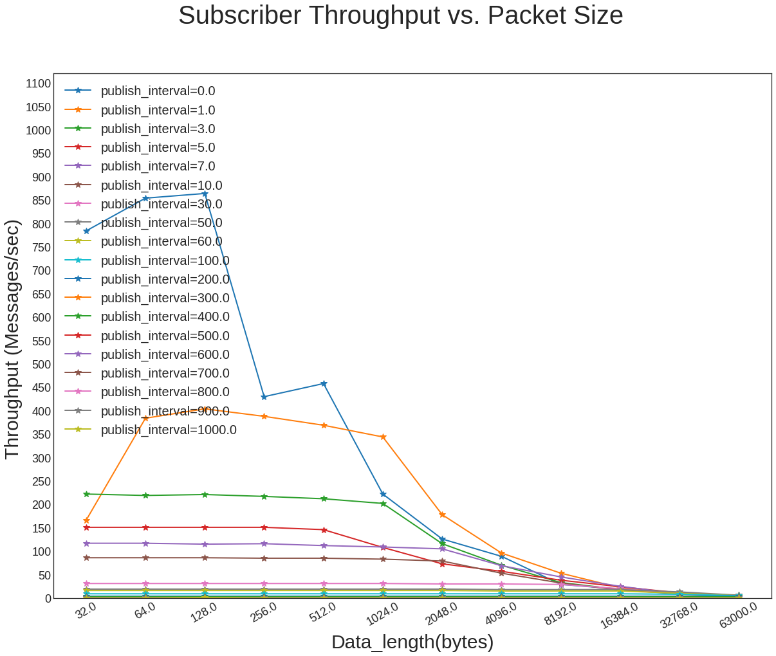 Subscriber Throughput vs. Packet Size
Throughput (Messages/sec)
1100
1050
1000
950
900
850
800
750
700
650
600
550
500
450
400
350
300
250
200
150
100
50
0
publish_interval=0.0
publish_interval=1.0
publish_interval=3.0
publish_interval=5.0
publish_interval=7.0
publish_interval=10.0
publish_interval=30.0
publish_interval=50.0
publish_interval=60.0
publish_interval=100.0
publish_interval=200.0
publish_interval=300.0
publish_interval=400.0
publish_interval=500.0
publish_interval=600.0
publish_interval=700.0
publish_interval=800.0
publish_interval=900.0
publish_interval=1000.0
32.0 64.0 128.0 256.0 512.0 1024.0 2048.0 4096.0 8192.0 16384.0 32768.0 63000.0
Data_length(bytes)